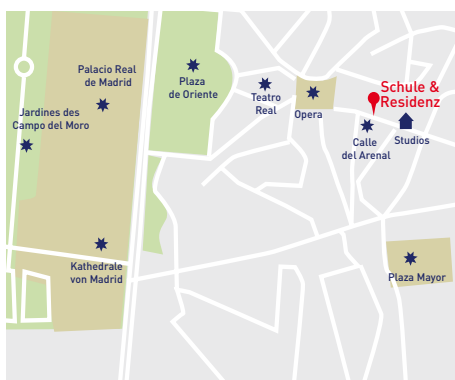 Palacio Real
de Madrid
Plaza
de Oriente
Teatro
Real
Opera
Schule &
Residenz
Jardines des
Campo del Moro
Calle
del Arenal
Studios
Kathedrale
von Madrid
Plaza Mayor